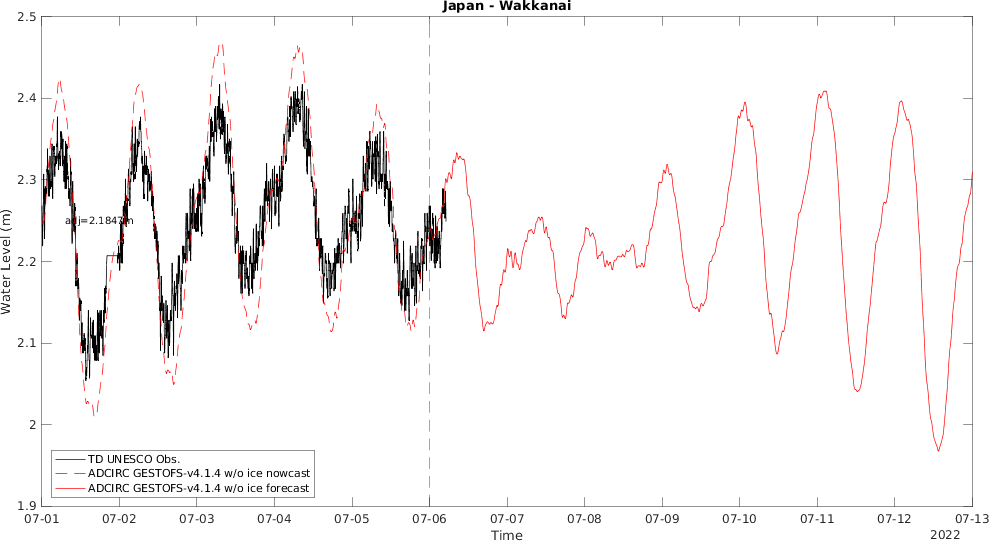 Japan - Wakkanai
2.5
2.4
2.3
2.2
2.1
2
1.9
Water Level (m)
adj=2.1847m
TD UNESCO Obs.
ADCIRC GESTOFS-v4.1.4 w/o ice nowcast
ADCIRC GESTOFS-v4.1.4 w/o ice forecast
07-01 07-02 07-03 07-04 07-05 07-06 07-07 07-08 07-09 07-10 07-11 07-12 07-13
Time
2022